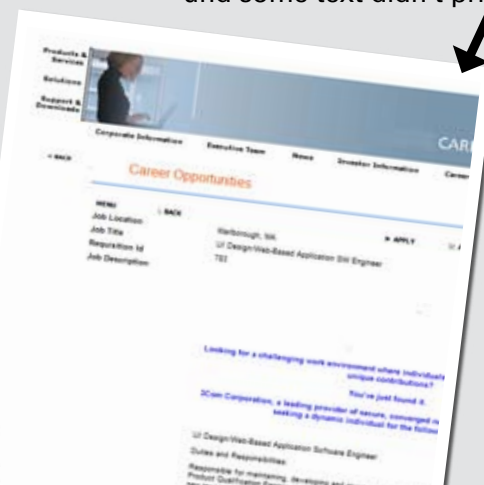 and some text didn't pr
Products &
Services
Solutions
Support &
Downloads
CAR
Corporate Information Executive Team News Investor Information Career
< BACK
Career Opportunities
MENU BACK
Job Location Marlborough, MA APPLY
Job Title UI Design/Web-Based Application SW Engineer
Requisition Id 783
Job Description
Looking for a challenging work environment where individuals
unique contributions?
You've just found it.
3Com Corporation, a leading provider of secure, converged
seeking a dynamic individual for the follow
UI Design/Web-Based Application Software Engineer
Duties and Responsibilities:
Responsible for maintaining, developing and
Product Qualification